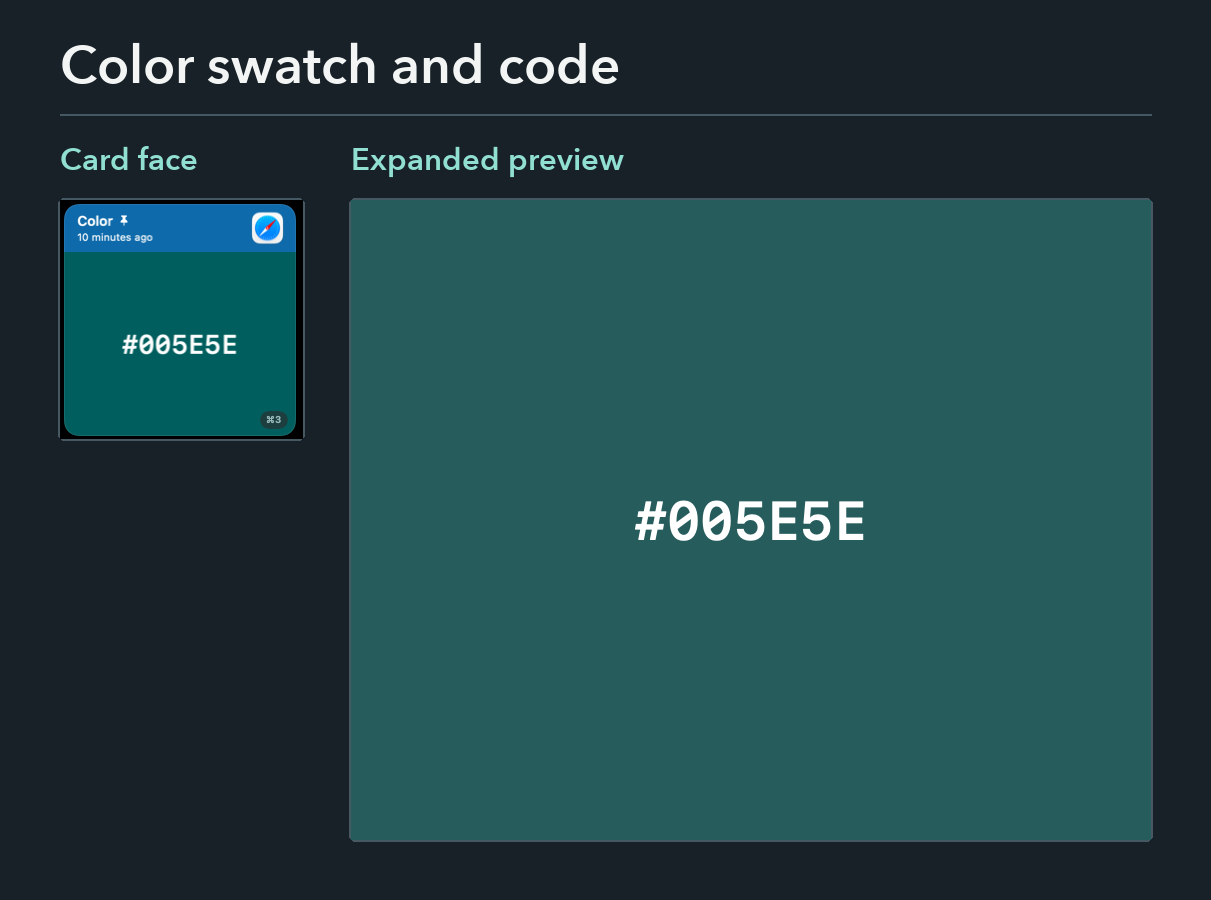 Color swatch and code
Card face
Expanded preview
Color
10 minutes ago
#005E5E
⌘3
#005E5E